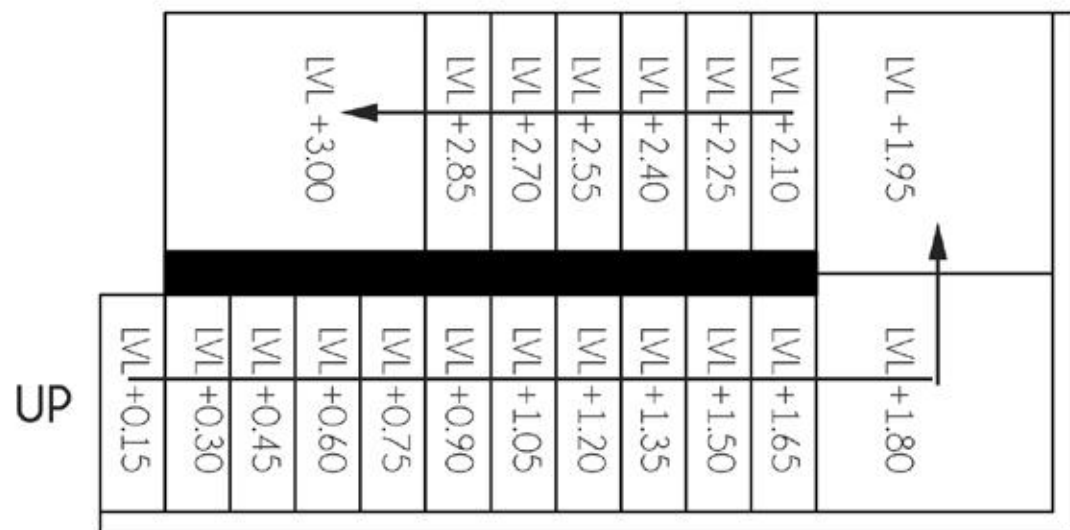 LVL +3.00
LVL +2.85
LVL +2.70
LVL +2.55
LVL +2.40
LVL +2.25
LVL +2.10
LVL +1.95
UP
LVL +0.15
LVL +0.30
LVL +0.45
LVL +0.60
LVL +0.75
LVL +0.90
LVL +1.05
LVL +1.20
LVL +1.35
LVL +1.50
LVL +1.65
LVL +1.80